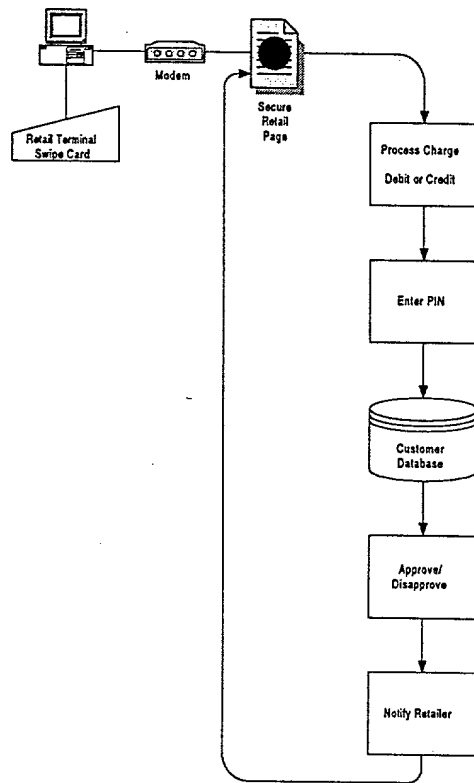 Modem
Retail Terminal
Swipe Card
Secure
Retail
Page
Process Charge
Debit or Credit
Enter PIN
Customer
Database
Approve/
Disapprove
Notify Retailer